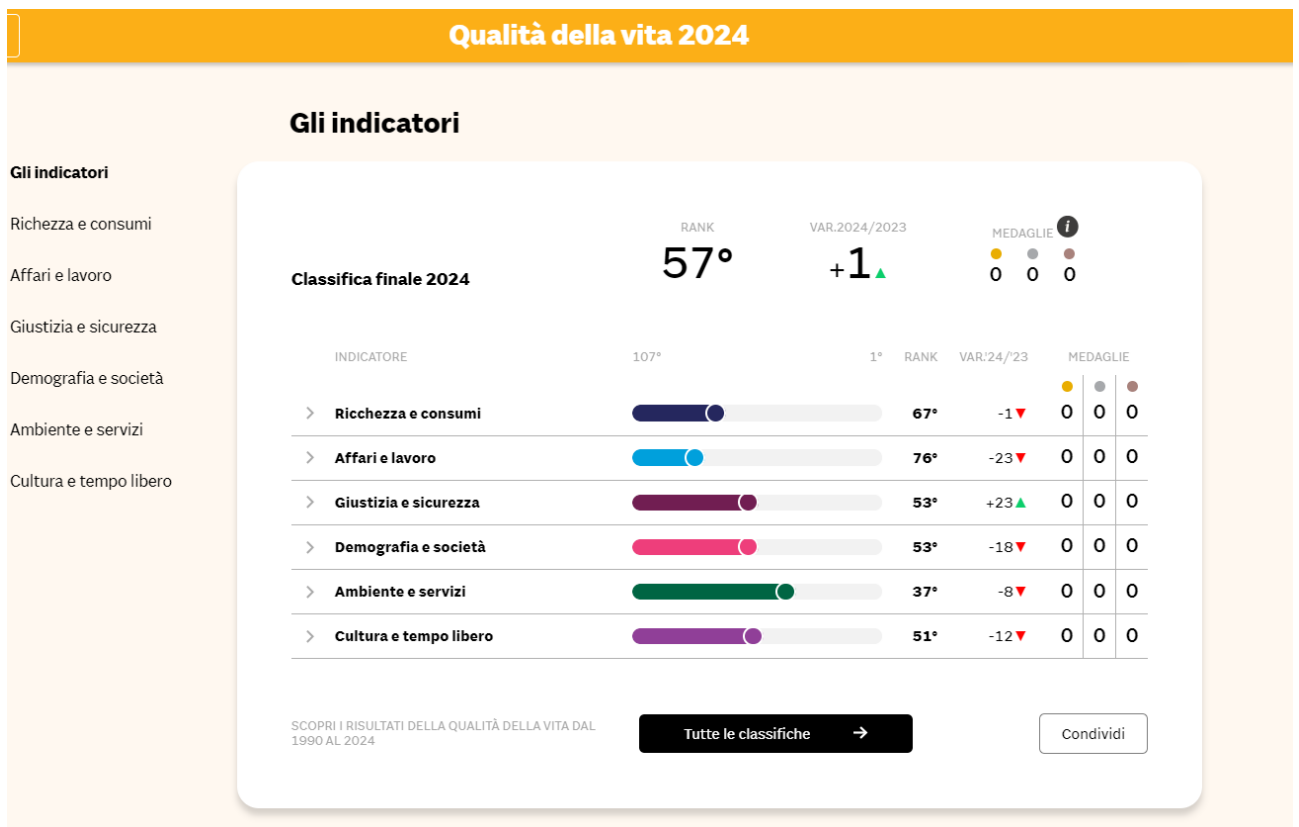 Qualità della vita 2024
Gli indicatori
Gli indicatori
Richezza e consumi
Affari e lavoro
Giustizia e sicurezza
Demografia e società
Ambiente e servizi
Cultura e tempo libero
RANK VAR.2024/2023 MEDAGLIE i
Classifica finale 2024 57° +1 0 0 0
INDICATORE 107° 1° RANK VAR.'24/'23 MEDAGLIE
Ricchezza e consumi 67° -1 0 0 0
Affari e lavoro 76° -23 0 0 0
Giustizia e sicurezza 53° +23 0 0 0
Demografia e società 53° -18 0 0 0
Ambiente e servizi 37° -8 0 0 0
Cultura e tempo libero 51° -12 0 0 0
SCOPRI I RISULTATI DELLA QUALITÀ DELLA VITA DAL
1990 AL 2024
Tutte le classifiche →
Condividi